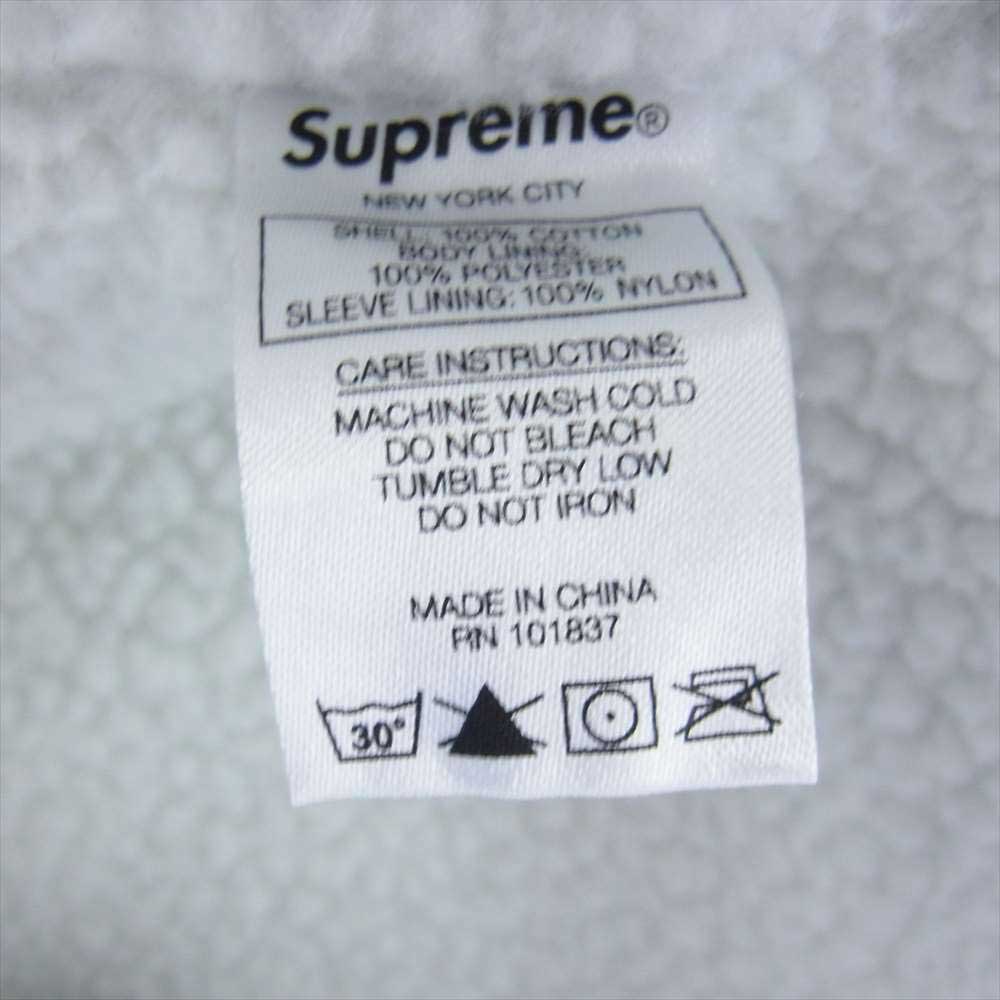 Supreme®
NEW YORK CITY
SHELL: 100% COTTON
BODY LINING:
100% POLYESTER
SLEEVE LINING: 100% NYLON
CARE INSTRUCTIONS:
MACHINE WASH COLD
DO NOT BLEACH
TUMBLE DRY LOW
DO NOT IRON
MADE IN CHINA
RN 101837
30°